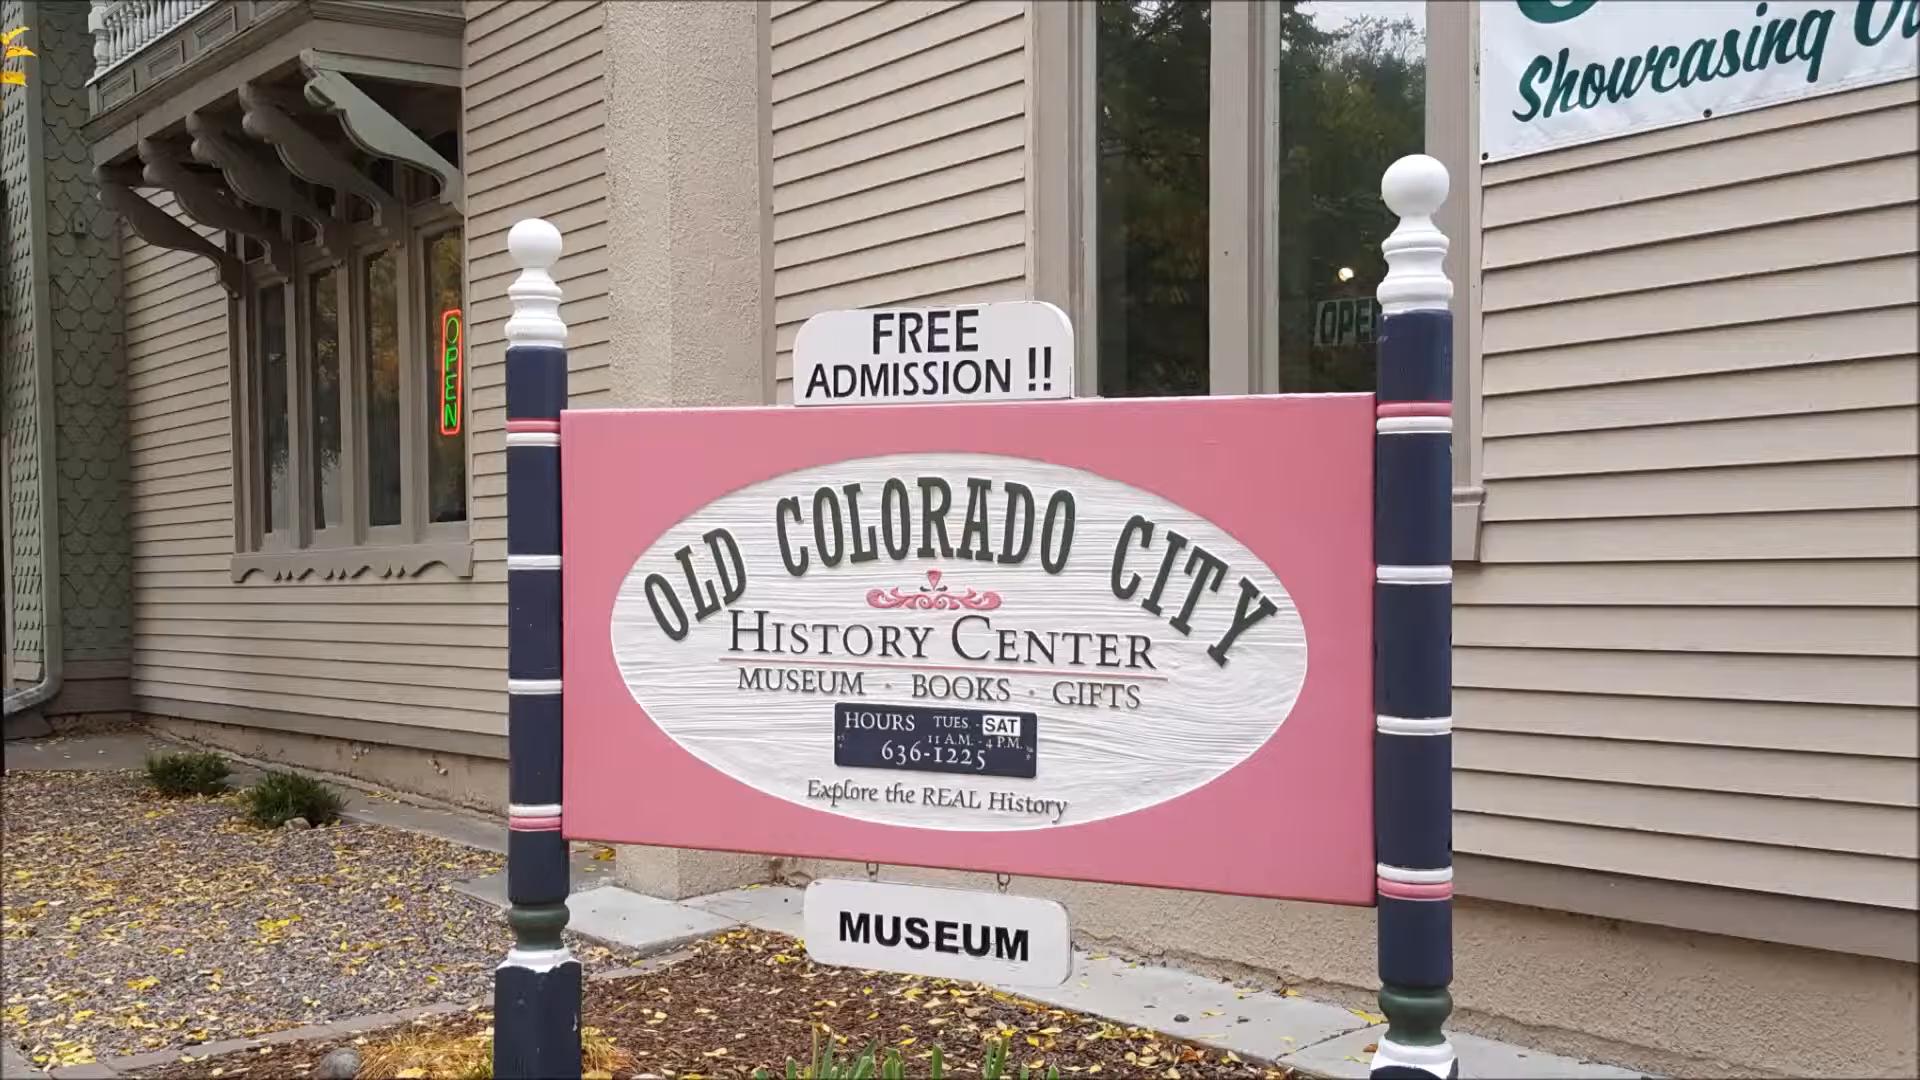 Showcasing
OPEN
OPEN
FREE
ADMISSION !!
OLD COLORADO CITY
HISTORY CENTER
MUSEUM · BOOKS · GIFTS
HOURS TUES. - SAT
11 A.M. - 4 P.M.
636-1225
Explore the REAL History
MUSEUM